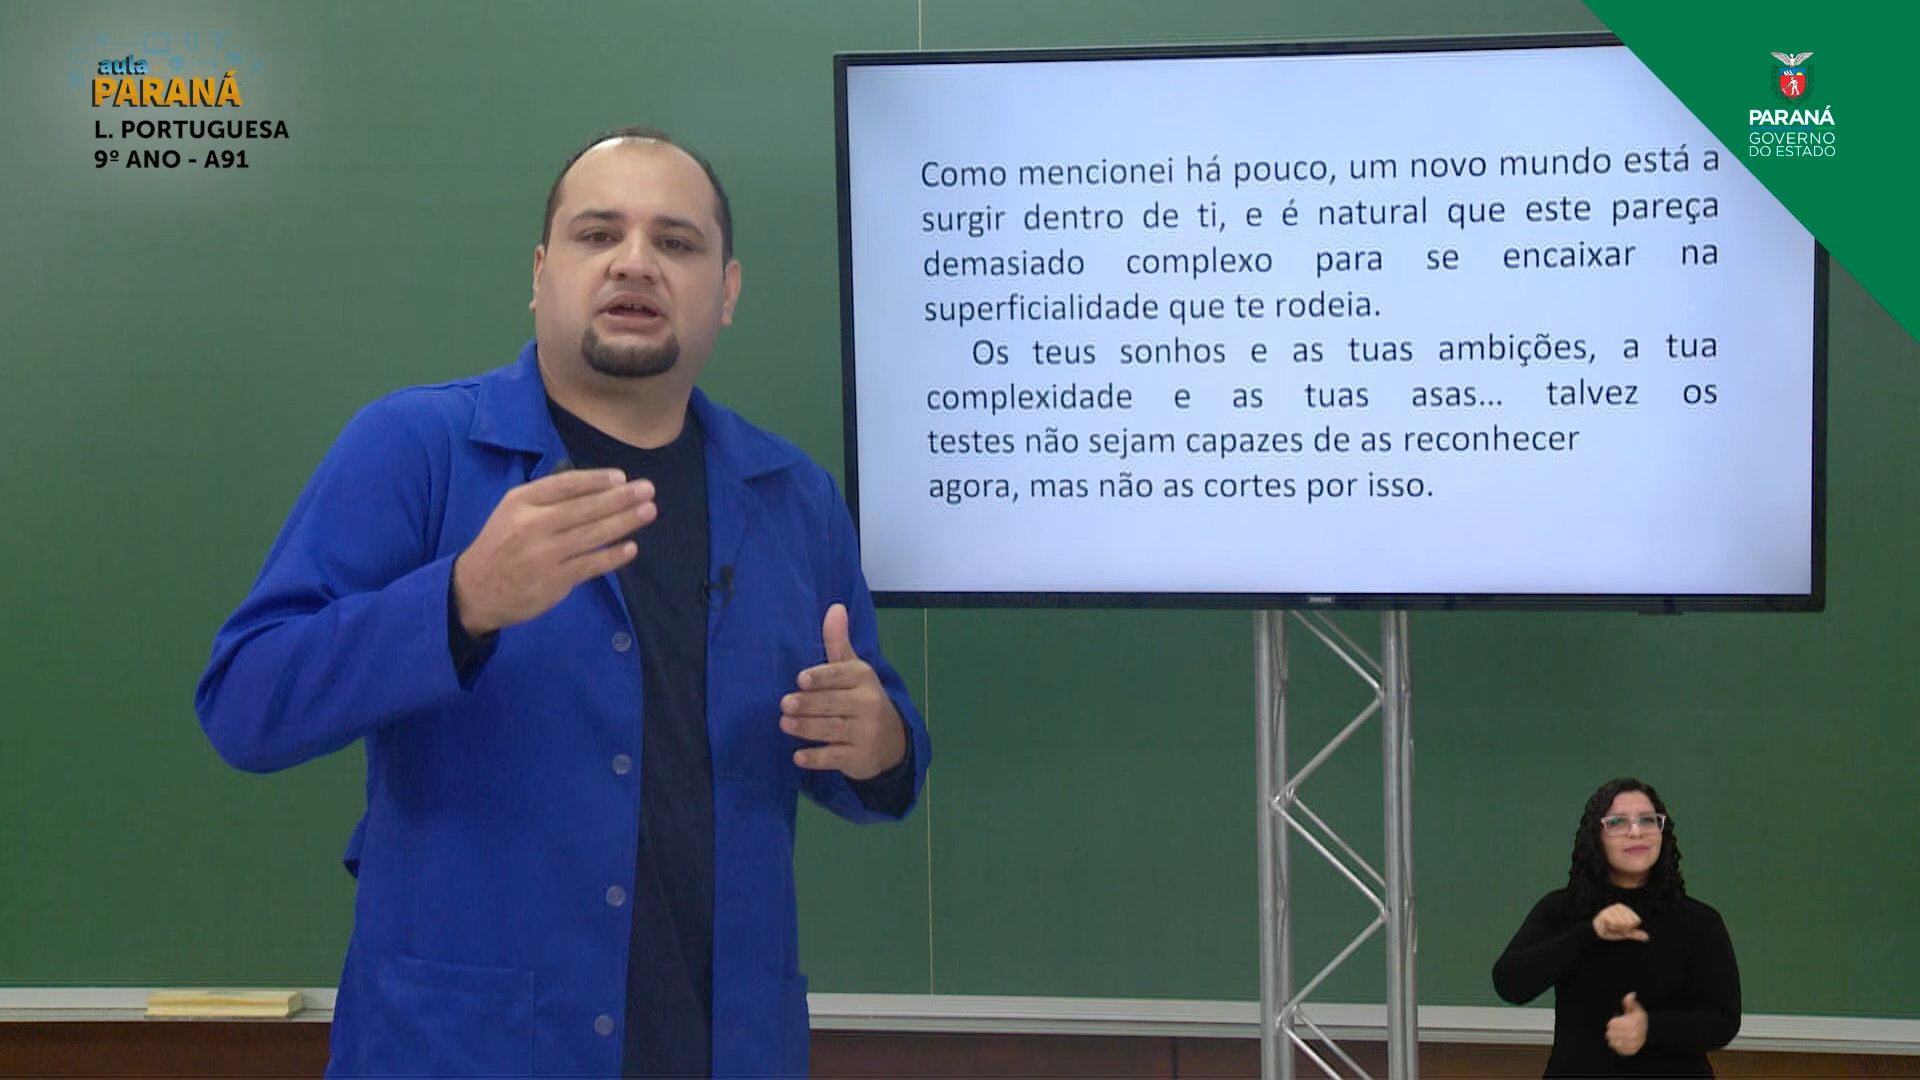 aula
PARANÁ
L. PORTUGUESA
9º ANO - A91
PARANÁ
GOVERNO
DO ESTADO
Como mencionei há pouco, um novo mundo está a
surgir dentro de ti, e é natural que este pareça
demasiado complexo para se encaixar na
superficialidade que te rodeia.
Os teus sonhos e as tuas ambições, a tua
complexidade e as tuas asas... talvez os
testes não sejam capazes de as reconhecer
agora, mas não as cortes por isso.